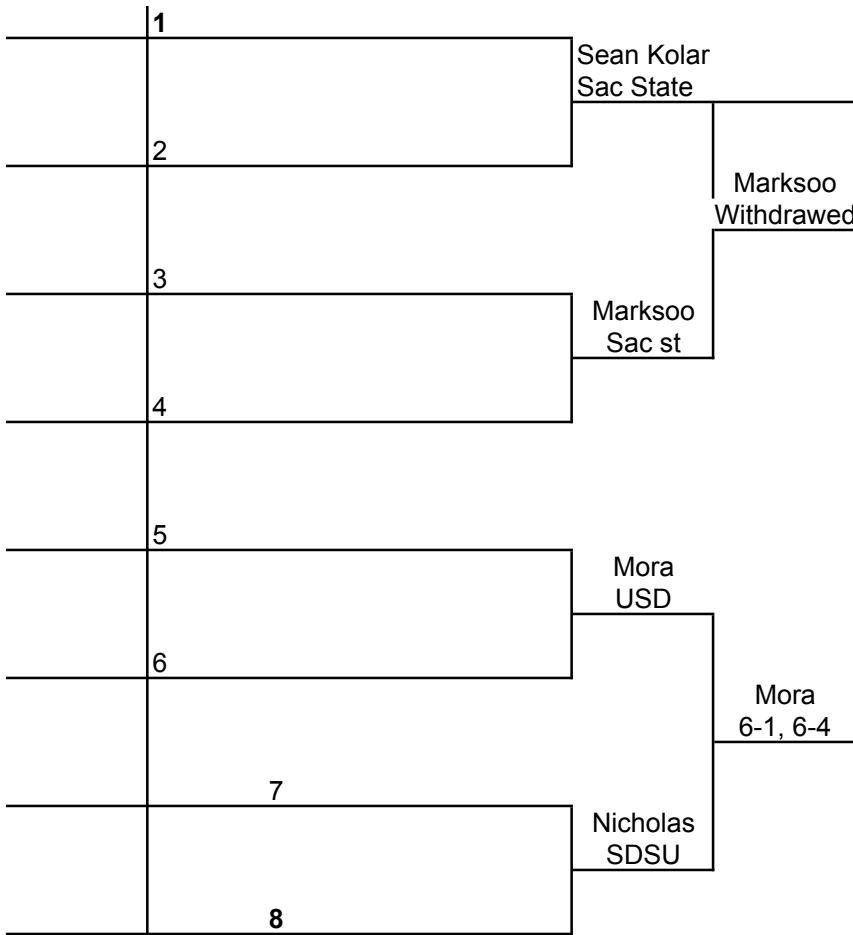 1
Sean Kolar
Sac State
2
Marksoo
Withdrawed
3
Marksoo
Sac st
4
5
Mora
USD
6
Mora
6-1, 6-4
7
Nicholas
SDSU
8